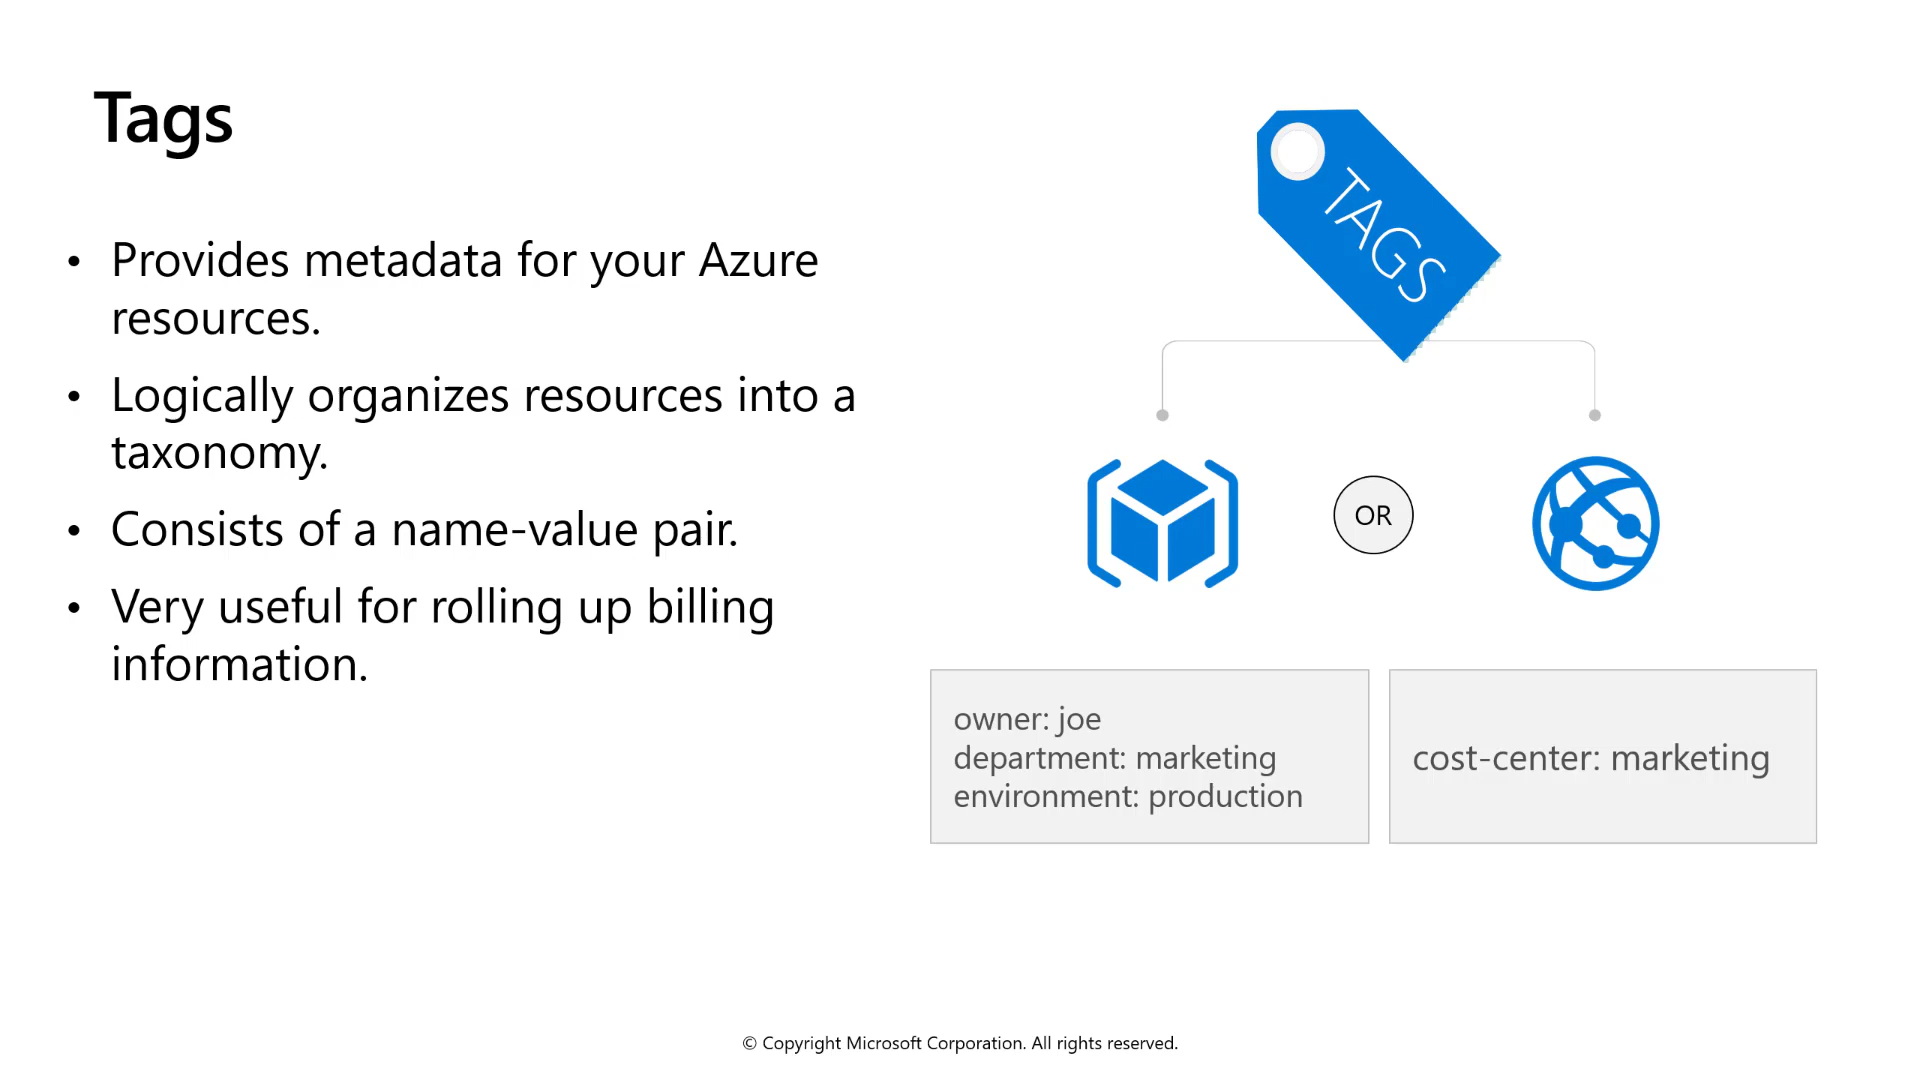 Tags
• Provides metadata for your Azure
resources.
• Logically organizes resources into a
taxonomy.
• Consists of a name-value pair.
• Very useful for rolling up billing
information.
TAGS
OR
owner: joe
department: marketing
environment: production
cost-center: marketing
© Copyright Microsoft Corporation. All rights reserved.